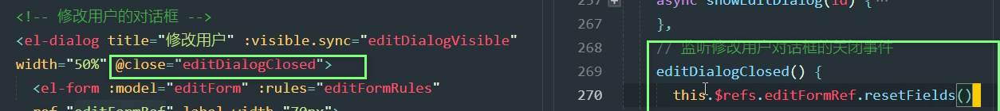 <!-- 修改用户的对话框 -->
<el-dialog title="修改用户" :visible.sync="editDialogVisible"
width="50%" @close="editDialogClosed">
<el-form :model="editForm" :rules="editFormRules"
ref="editFormRef" label-width="70px">
257 async showEditDialog(id) {
267 },
268 // 监听修改用户对话框的关闭事件
269 editDialogClosed() {
270 this.$refs.editFormRef.resetFields()